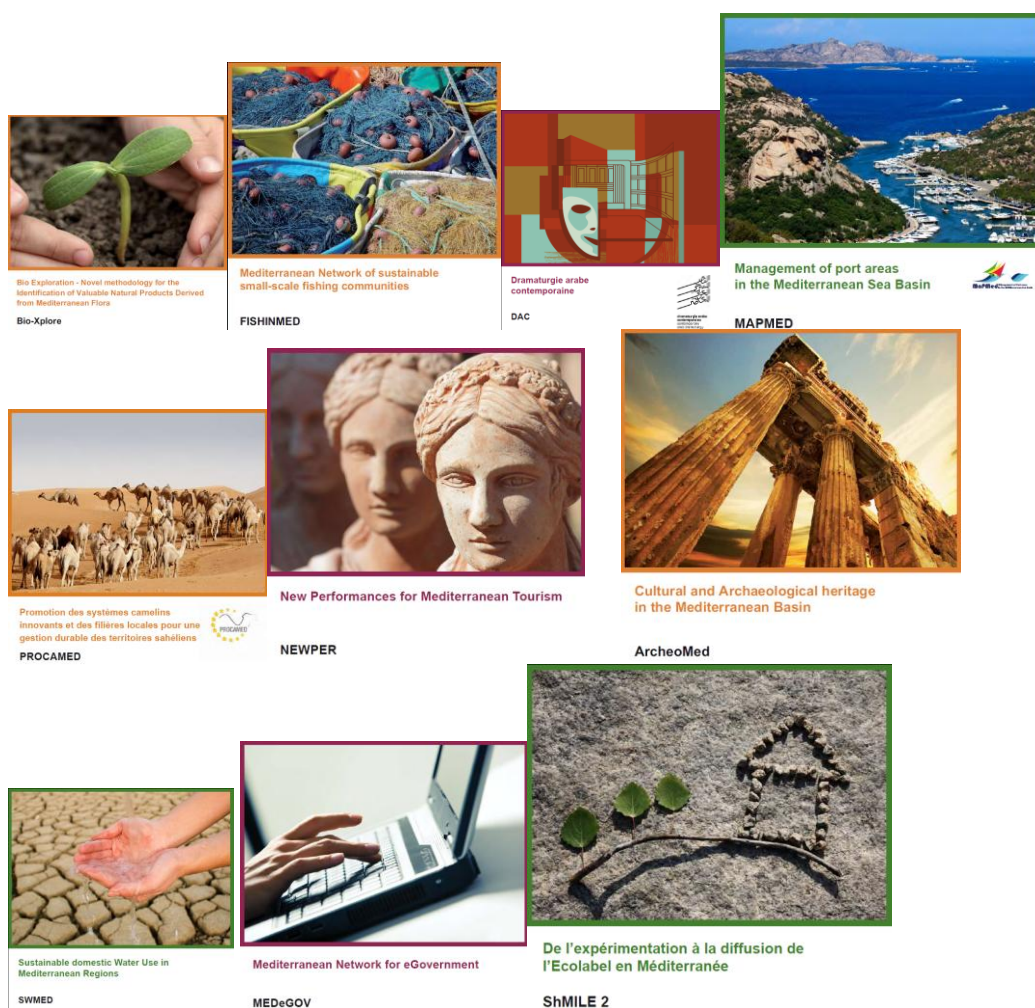 Bio Exploration - Novel methodology for the
Identification of Valuable Natural Products Derived
from Mediterranean Flora
Bio-Xplore
Mediterranean Network of sustainable
small-scale fishing communities
FISHINMED
Dramaturgie arabe
contemporaine
DAC
Management of port areas
in the Mediterranean Sea Basin
MAPMED
MAPMED
Promotion des systèmes camelins
innovants et des filières locales pour une
gestion durable des territoires sahéliens
PROCAMED
PROCAMED
New Performances for Mediterranean Tourism
NEWPER
Cultural and Archaeological heritage
in the Mediterranean Basin
ArcheoMed
Sustainable domestic Water Use in
Mediterranean Regions
SWMED
Mediterranean Network for eGovernment
MEDeGOV
De l'expérimentation à la diffusion de
l'Ecolabel en Méditerranée
ShMILE 2